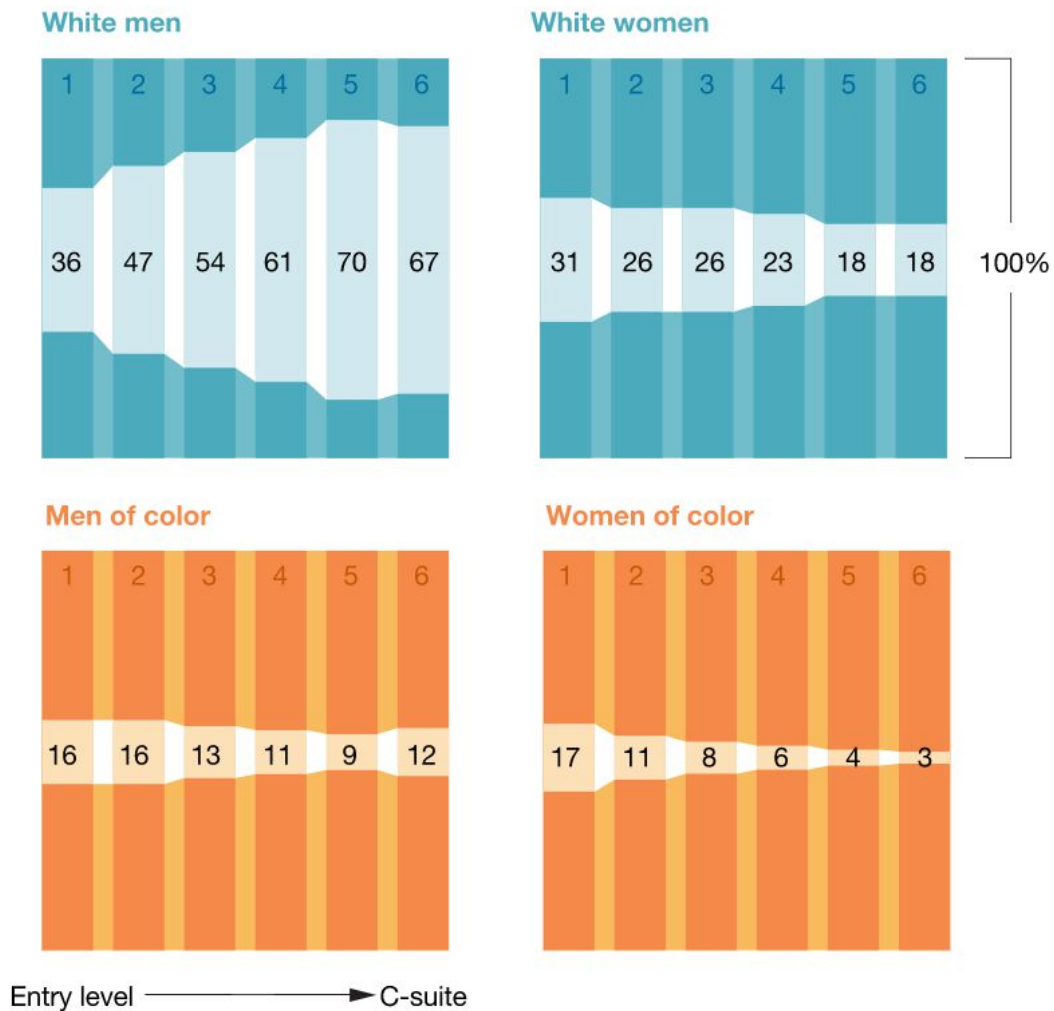 White men
White women
1 2 3 4 5 6
1 2 3 4 5 6
36 47 54 61 70 67
31 26 26 23 18 18
100%
Men of color
Women of color
1 2 3 4 5 6
1 2 3 4 5 6
16 16 13 11 9 12
17 11 8 6 4 3
Entry level
C-suite